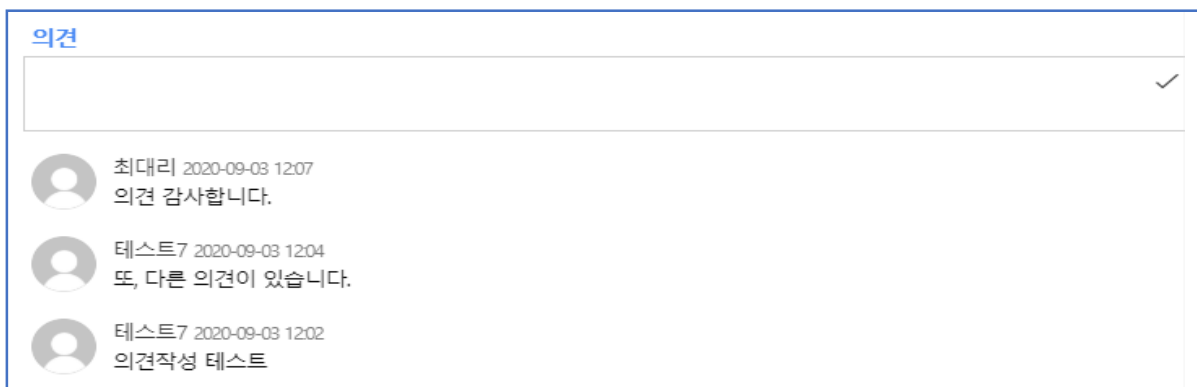 의견
최대리 2020-09-03 12:07
의견 감사합니다.
테스트7 2020-09-03 12:04
또, 다른 의견이 있습니다.
테스트7 2020-09-03 12:02
의견작성 테스트